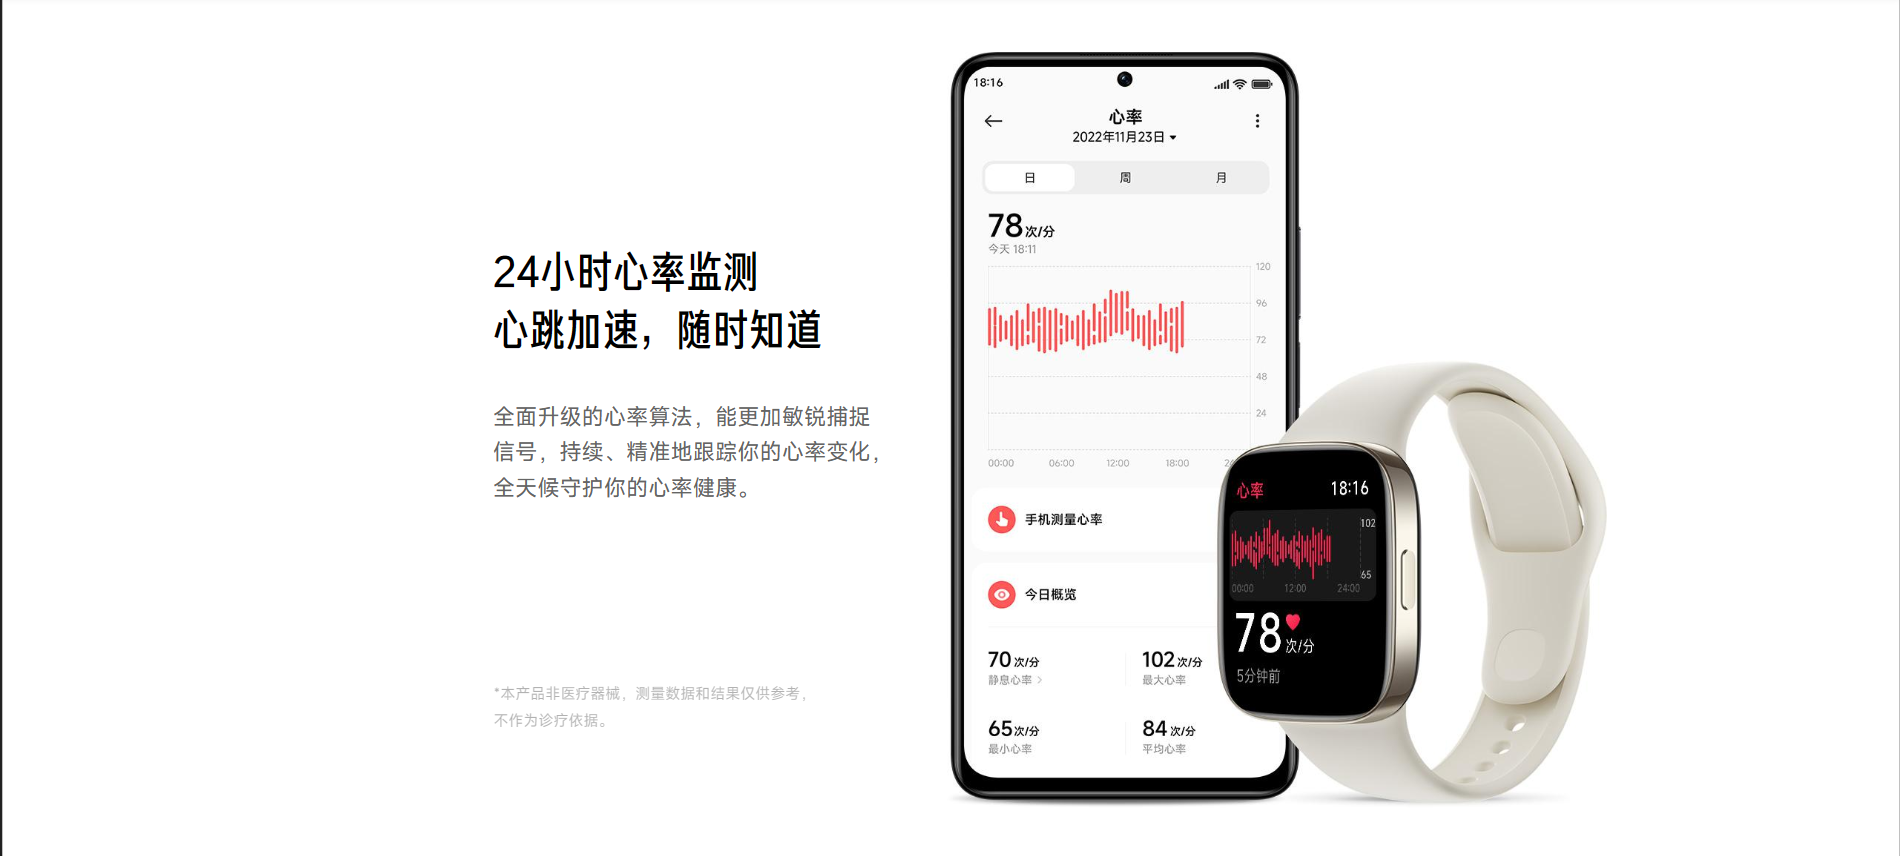 24小时心率监测
心跳加速，随时知道
全面升级的心率算法，能更加敏锐捕捉
信号，持续、精准地跟踪你的心率变化，
全天候守护你的心率健康。
*本产品非医疗器械，测量数据和结果仅供参考，
不作为诊疗依据。
18:16
心率
2022年11月23日
日 周 月
78次/分
今天 18:11
120
96
72
48
24
00:00 06:00 12:00 18:00
手机测量心率
今日概览
70次/分 102次/分
静息心率 最大心率
65次/分 84次/分
最小心率 平均心率
心率 18:16
102
65
00:00 12:00 24:00
78次/分
5分钟前